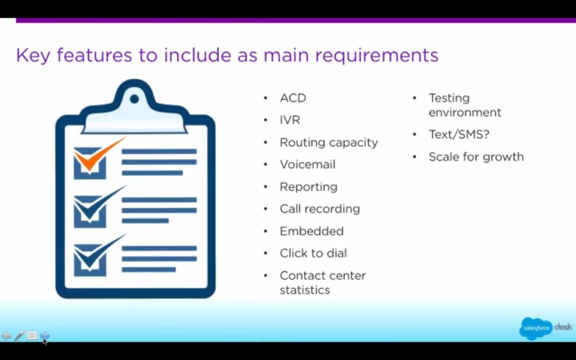 Key features to include as main requirements
• ACD
• IVR
• Routing capacity
• Voicemail
• Reporting
• Call recording
• Embedded
• Click to dial
• Contact center
statistics
• Testing
environment
• Text/SMS?
• Scale for growth
salesforce desk